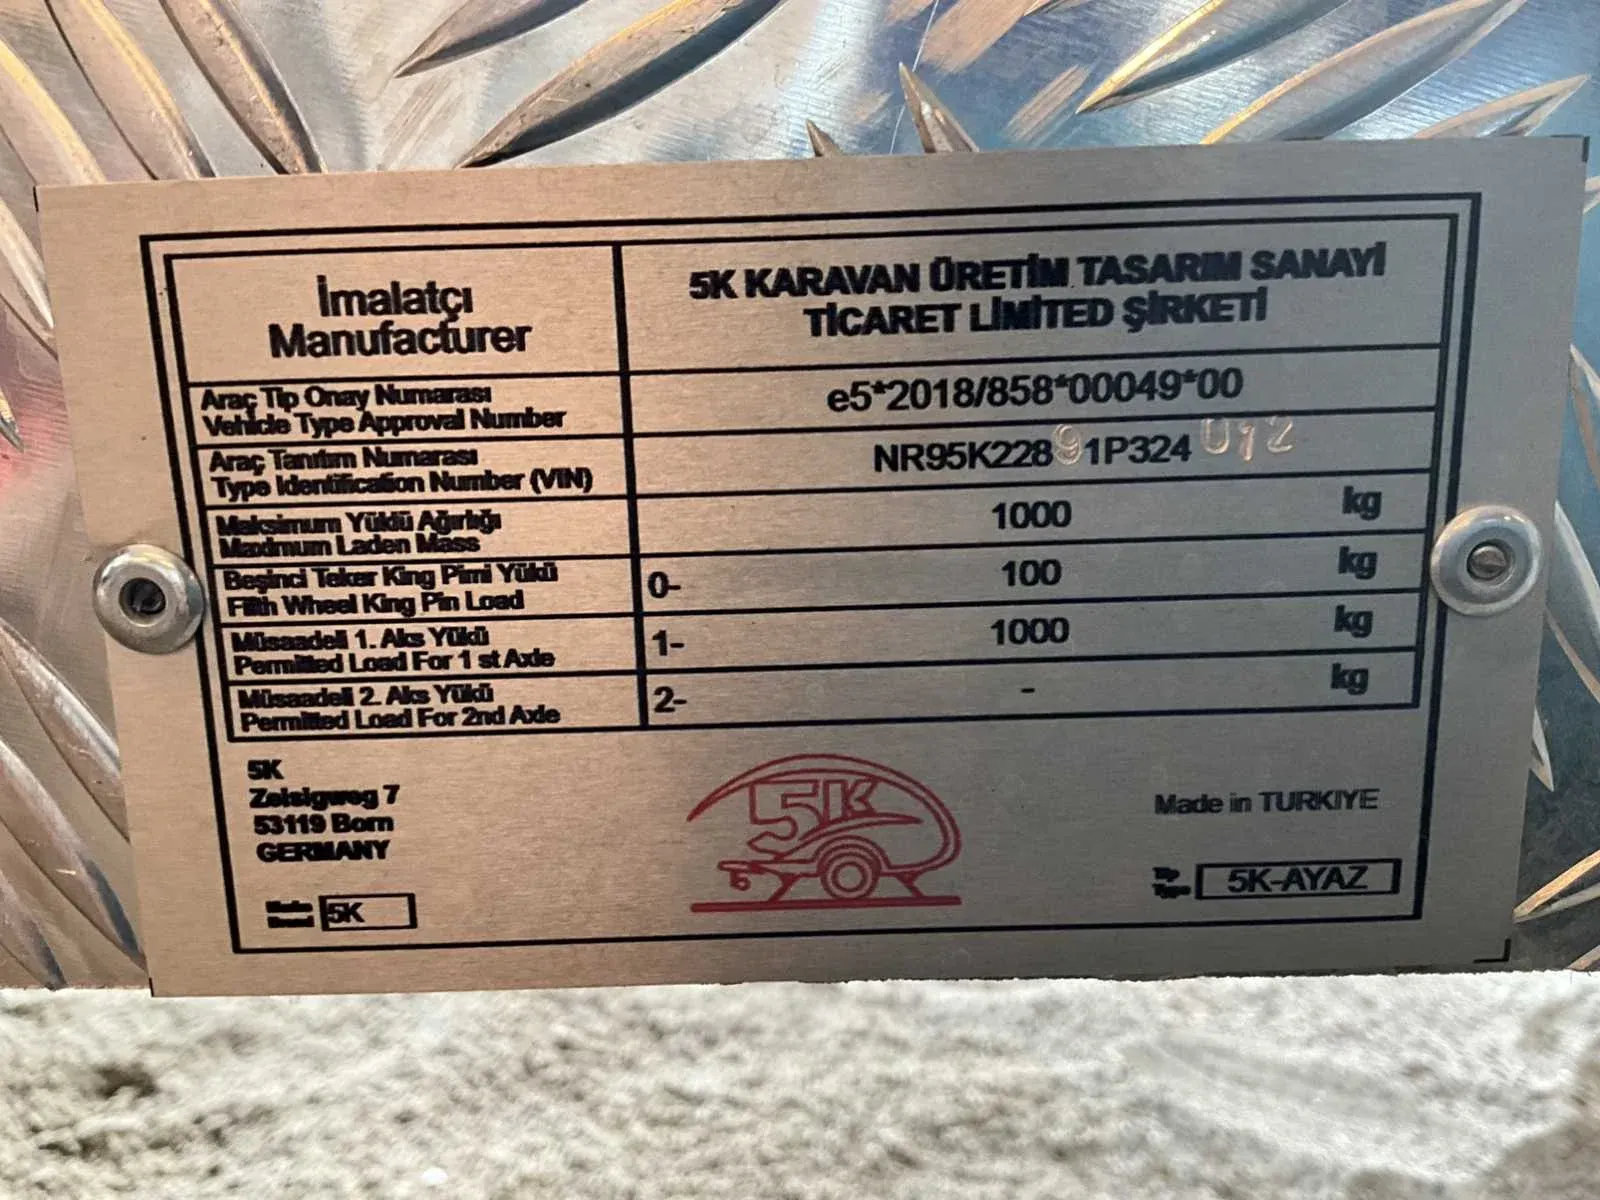 İmalatçı
Manufacturer
5K KARAVAN ÜRETİM TASARIM SANAYİ
TİCARET LİMİTED ŞİRKETİ
Araç Tip Onay Numarası
Vehicle Type Approval Number
e5*2018/858*00049*00
Araç Tanıtım Numarası
Type Identification Number (VIN)
NR95K22891P324012
Maksimum Yüklü Ağırlığı
Maximum Laden Mass
1000 kg
Beşinci Teker King Pimi Yükü
Fifth Wheel King Pin Load
0- 100 kg
Müsaadeli 1. Aks Yükü
Permitted Load For 1 st Axle
1- 1000 kg
Müsaadeli 2. Aks Yükü
Permitted Load For 2nd Axle
2- - kg
5K
Zeisigweg 7
53119 Born
GERMANY
5K
Made in TURKIYE
Tip
Type
5K-AYAZ
5K